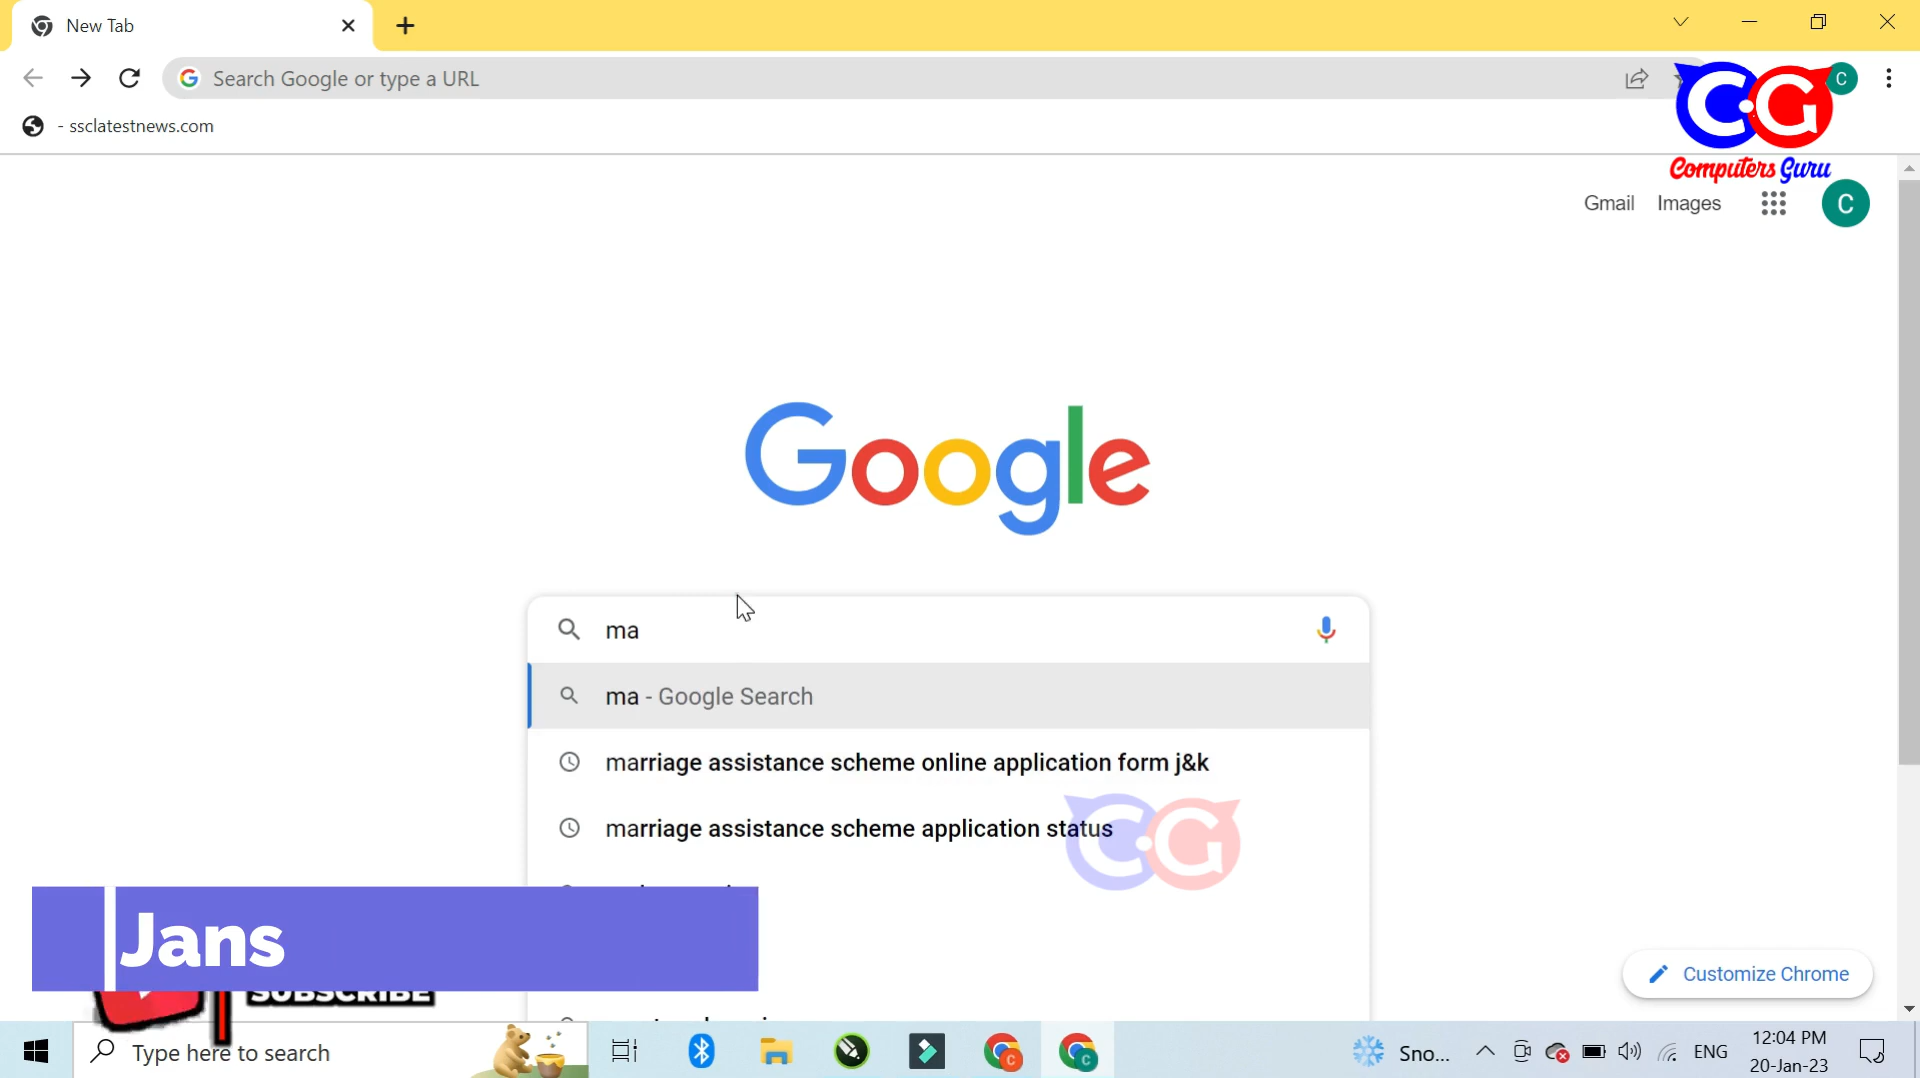 New Tab
Search Google or type a URL
C
- ssclatestnews.com
CG
Computers Guru
Gmail
Images
C
Google
ma
ma - Google Search
marriage assistance scheme online application form j&k
marriage assistance scheme application status
CG
Jans
SUBSCRIBE
Customize Chrome
Type here to search
Sno...
ENG
12:04 PM
20-Jan-23